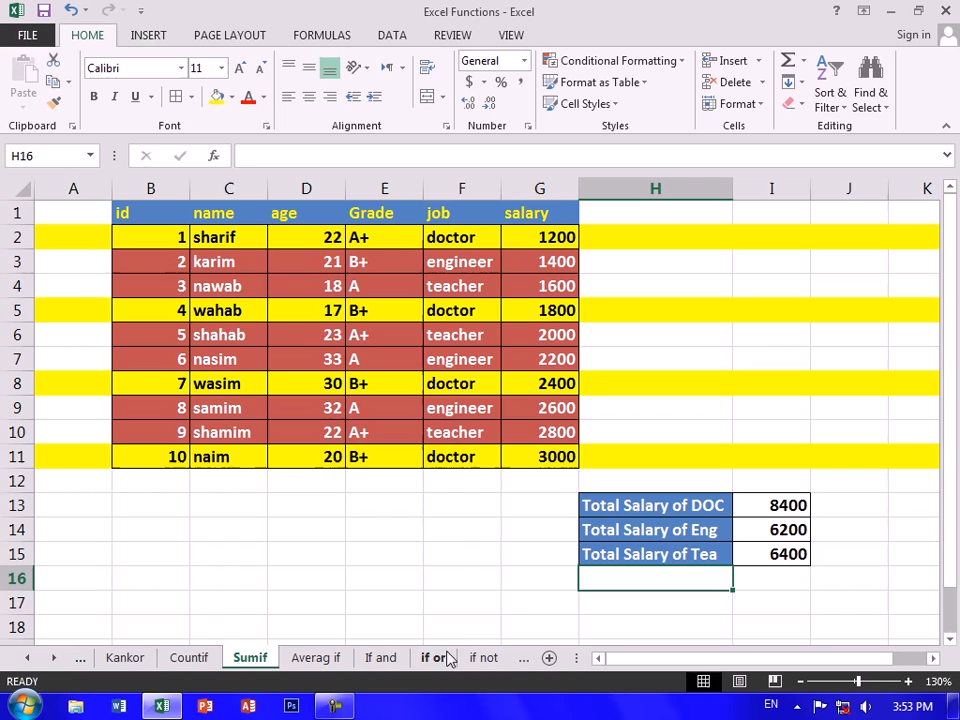 Excel Functions - Excel
FILE HOME INSERT PAGE LAYOUT FORMULAS DATA REVIEW VIEW Sign in
Paste Calibri 11 General Conditional Formatting Insert
B I U $ % , Format as Table Delete Sort & Find &
Cell Styles Format Filter Select
Clipboard Font Alignment Number Styles Cells Editing
H16 fx
A B C D E F G H I J K
1 id name age Grade job salary
2 1 sharif 22 A+ doctor 1200
3 2 karim 21 B+ engineer 1400
4 3 nawab 18 A teacher 1600
5 4 wahab 17 B+ doctor 1800
6 5 shahab 23 A+ teacher 2000
7 6 nasim 33 A engineer 2200
8 7 wasim 30 B+ doctor 2400
9 8 samim 32 A engineer 2600
10 9 shamim 22 A+ teacher 2800
11 10 naim 20 B+ doctor 3000
12
13 Total Salary of DOC 8400
14 Total Salary of Eng 6200
15 Total Salary of Tea 6400
16
17
18
... Kankor Countif Sumif Averag if If and if or if not ...
READY 130%
EN 3:53 PM